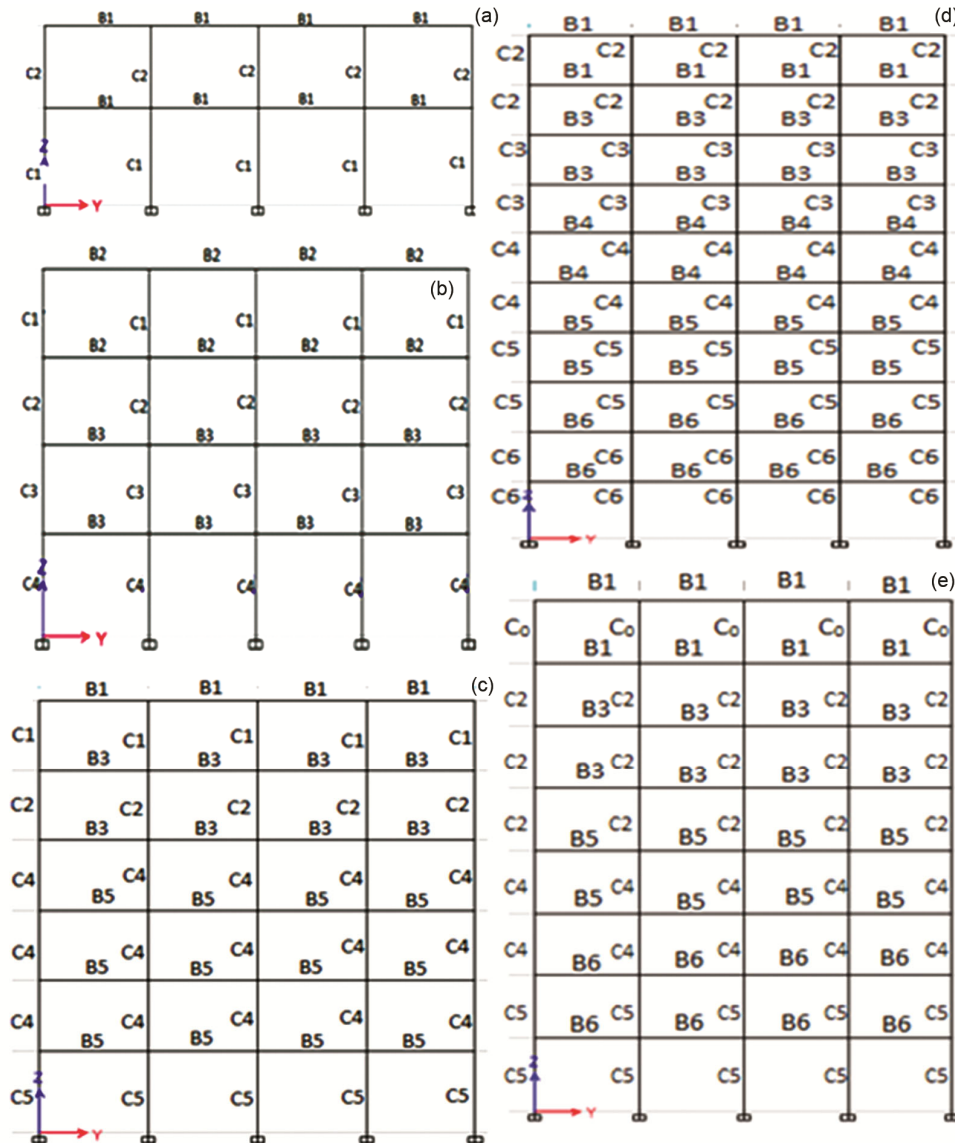 (a)
B1 B1 B1 B1
C2 C2 C2 C2 C2
B1 B1 B1 B1
Z
C1 C1 C1 C1 C1
Y
B2 B2 B2 B2
(b)
C1 C1 C1 C1 C1
B2 B2 B2 B2
C2 C2 C2 C2 C2
B3 B3 B3 B3
C3 C3 C3 C3 C3
B3 B3 B3 B3
Z
C4 C4 C4 C4 C4
Y
B1 B1 B1 B1 (c)
C1 C1 C1 C1 C1
B3 B3 B3 B3
C2 C2 C2 C2 C2
B3 B3 B3 B3
C4 C4 C4 C4 C4
B5 B5 B5 B5
C4 C4 C4 C4 C4
B5 B5 B5 B5
C4 C4 C4 C4 C4
B5 B5 B5 B5
Z
C5 C5 C5 C5 C5
Y
(d)
B1 B1 B1 B1
C2 C2 C2 C2 C2
B1 B1 B1 B1
C2 C2 C2 C2 C2
B3 B3 B3 B3
C3 C3 C3 C3 C3
B3 B3 B3 B3
C3 C3 C3 C3 C3
B4 B4 B4 B4
C4 C4 C4 C4 C4
B4 B4 B4 B4
C4 C4 C4 C4 C4
B5 B5 B5 B5
C5 C5 C5 C5 C5
B5 B5 B5 B5
C5 C5 C5 C5 C5
B6 B6 B6 B6
C6 C6 C6 C6 C6
B6 B6 B6 B6
Z
C6 C6 C6 C6 C6
Y
B1 B1 B1 B1 (e)
C₀ C₀ C₀ C₀ C₀
B1 B1 B1 B1
C2 C2 C2 C2 C2
B3 B3 B3 B3
C2 C2 C2 C2 C2
B3 B3 B3 B3
C2 C2 C2 C2 C2
B5 B5 B5 B5
C4 C4 C4 C4 C4
B5 B5 B5 B5
C4 C4 C4 C4 C4
B6 B6 B6 B6
C5 C5 C5 C5 C5
B6 B6 B6 B6
Z
C5 C5 C5 C5 C5
Y